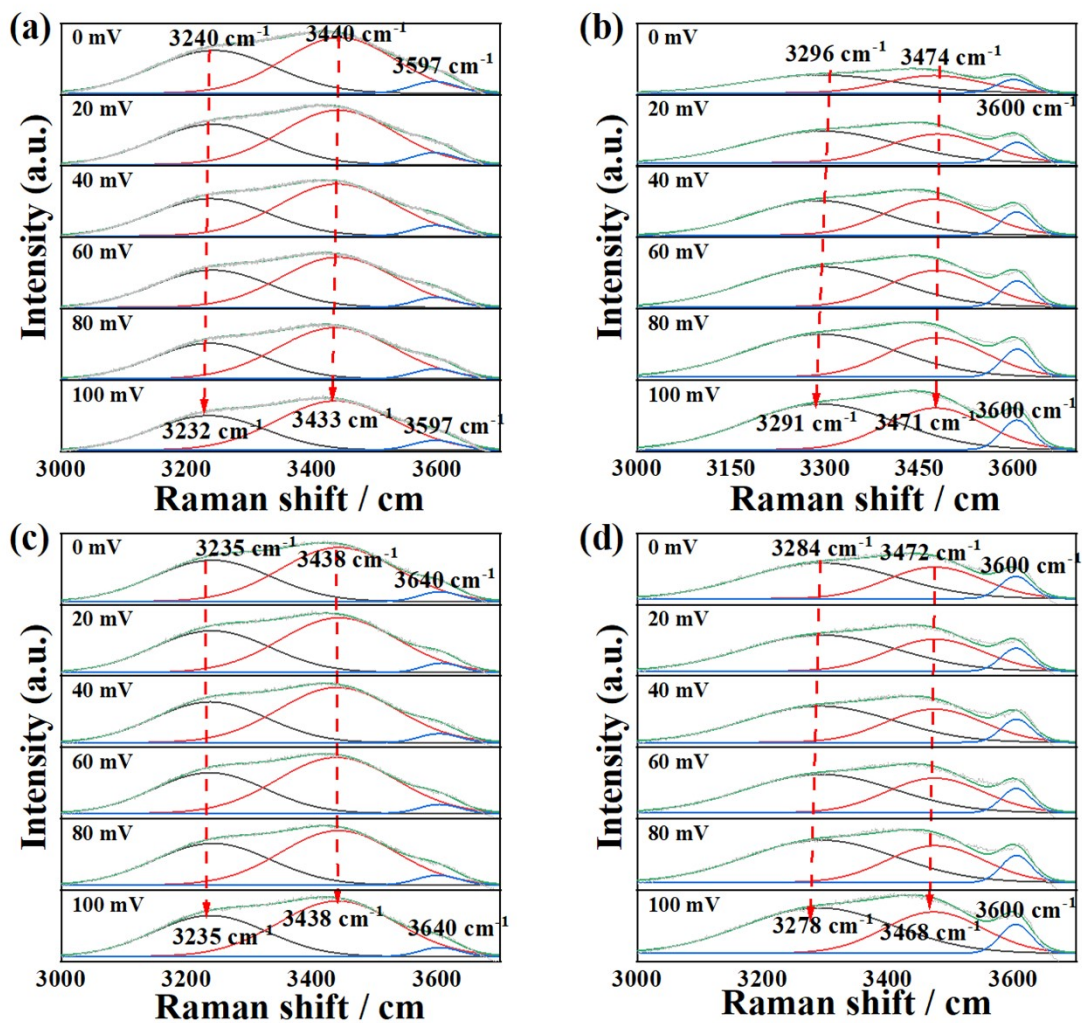 (a)
0 mV
3240 cm⁻¹
3440 cm⁻¹
3597 cm⁻¹
20 mV
40 mV
60 mV
80 mV
100 mV
3232 cm⁻¹
3433 cm⁻¹
3597 cm⁻¹
Intensity (a.u.)
3000 3200 3400 3600
Raman shift / cm
(b)
0 mV
3296 cm⁻¹
3474 cm⁻¹
3600 cm⁻¹
20 mV
40 mV
60 mV
80 mV
100 mV
3291 cm⁻¹
3471 cm⁻¹
3600 cm⁻¹
Intensity (a.u.)
3000 3150 3300 3450 3600
Raman shift / cm
(c)
0 mV
3235 cm⁻¹
3438 cm⁻¹
3640 cm⁻¹
20 mV
40 mV
60 mV
80 mV
100 mV
3235 cm⁻¹
3438 cm⁻¹
3640 cm⁻¹
Intensity (a.u.)
3000 3200 3400 3600
Raman shift / cm
(d)
0 mV
3284 cm⁻¹
3472 cm⁻¹
3600 cm⁻¹
20 mV
40 mV
60 mV
80 mV
100 mV
3278 cm⁻¹
3468 cm⁻¹
3600 cm⁻¹
Intensity (a.u.)
3000 3200 3400 3600
Raman shift / cm